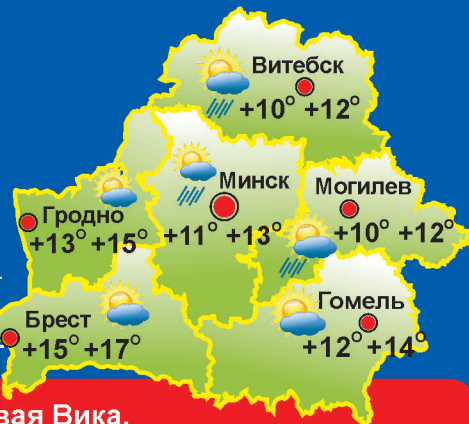 Витебск
+10° +12°
Минск
+11° +13°
Могилев
+10° +12°
Гродно
+13° +15°
Гомель
+12° +14°
Брест
+15° +17°
вая Вика.